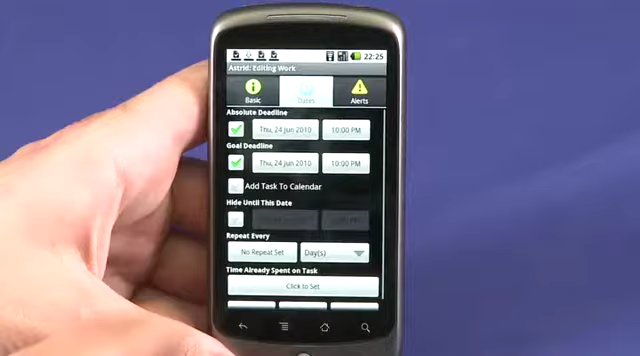 22:25
Astrid: Editing Work
Basic
Dates
Alerts
Absolute Deadline
Thu, 24 Jun 2010
10:00 PM
Goal Deadline
Thu, 24 Jun 2010
10:00 PM
Add Task To Calendar
Hide Until This Date
Repeat Every
No Repeat Set
Day(s)
Time Already Spent on Task
Click to Set